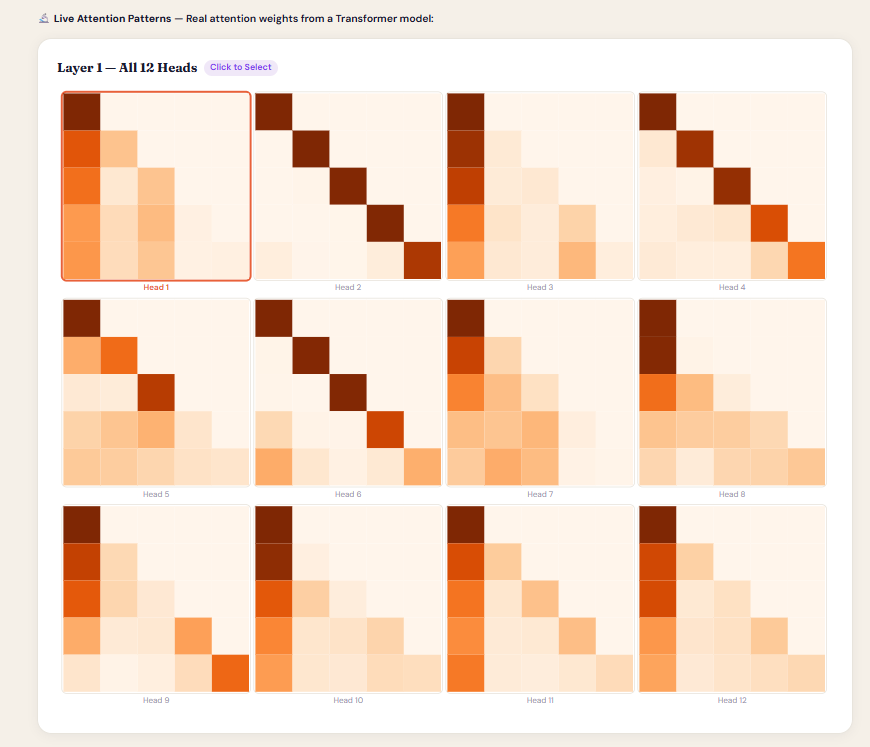 🔬 Live Attention Patterns — Real attention weights from a Transformer model:
Layer 1 — All 12 Heads Click to Select
Head 1 Head 2 Head 3 Head 4
Head 5 Head 6 Head 7 Head 8
Head 9 Head 10 Head 11 Head 12